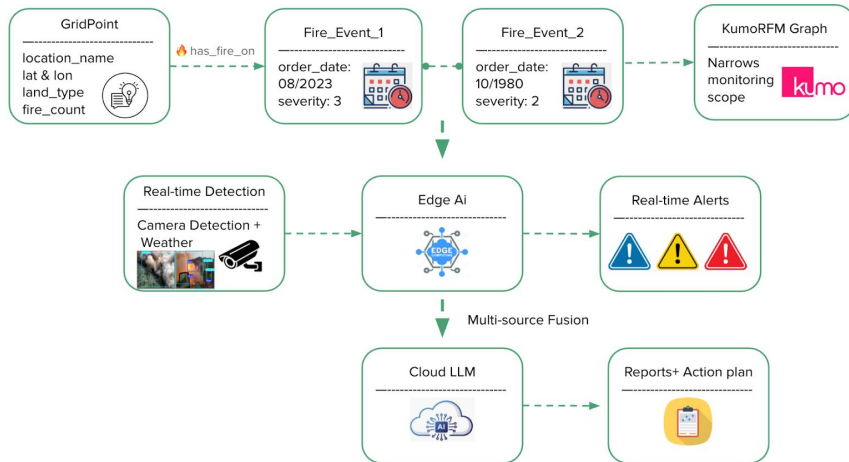 GridPoint
location_name
lat & lon
land_type
fire_count
has_fire_on
Fire_Event_1
order_date:
08/2023
severity: 3
Fire_Event_2
order_date:
10/1980
severity: 2
KumoRFM Graph
Narrows
monitoring
scope
kumo
Real-time Detection
Camera Detection +
Weather
Edge Ai
EDGE
COMPUTING
Real-time Alerts
Multi-source Fusion
Cloud LLM
AI
Reports+ Action plan